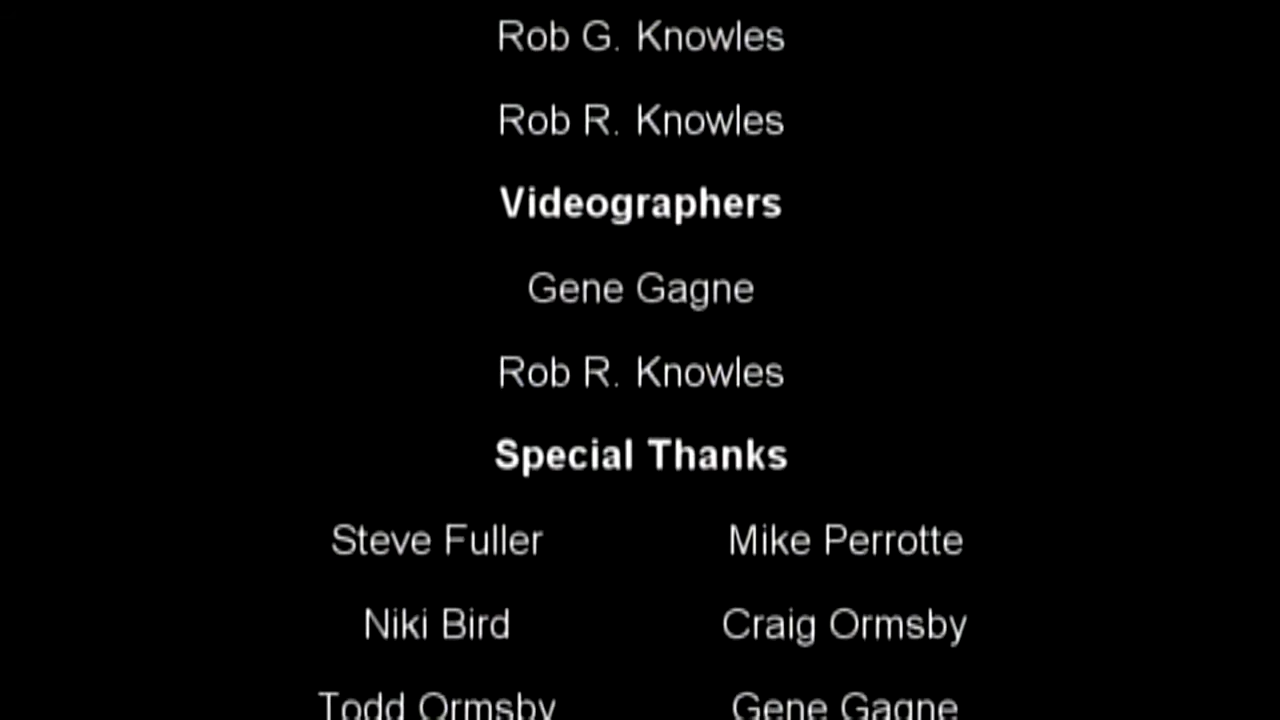 Rob G. Knowles
Rob R. Knowles
Videographers
Gene Gagne
Rob R. Knowles
Special Thanks
Steve Fuller Mike Perrotte
Niki Bird Craig Ormsby
Todd Ormsby Gene Gagne